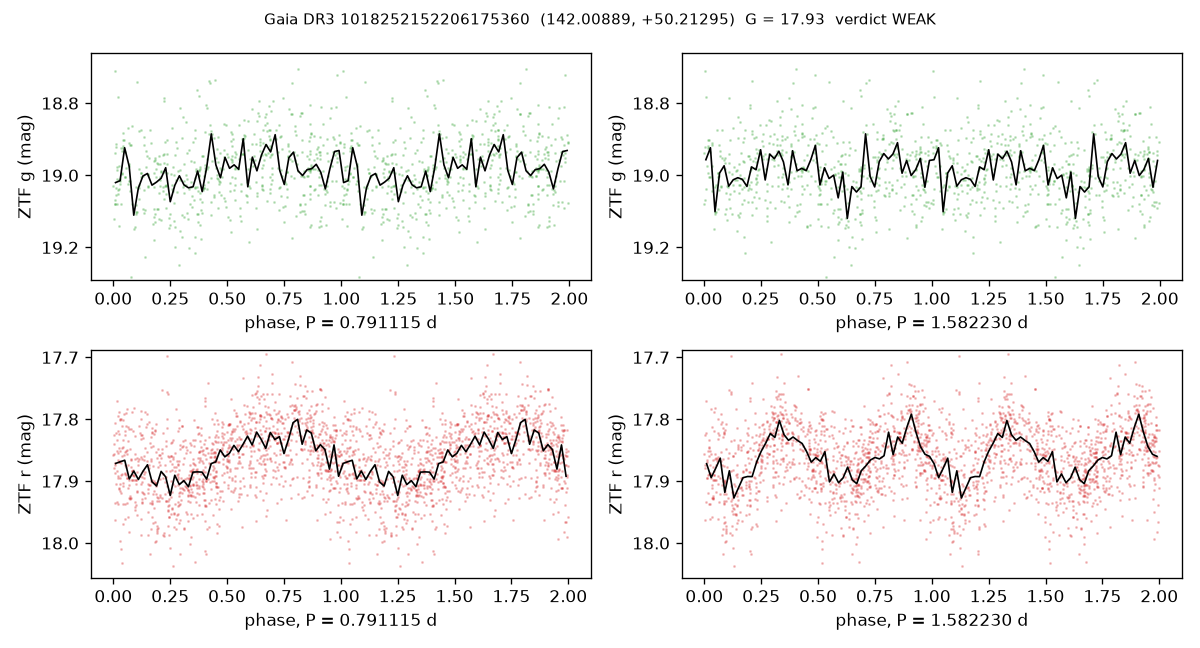 Gaia DR3 1018252152206175360 (142.00889, +50.21295) G = 17.93 verdict WEAK
ZTF g (mag)
18.8
19.0
19.2
0.00 0.25 0.50 0.75 1.00 1.25 1.50 1.75 2.00
phase, P = 0.791115 d
ZTF g (mag)
18.8
19.0
19.2
0.00 0.25 0.50 0.75 1.00 1.25 1.50 1.75 2.00
phase, P = 1.582230 d
ZTF r (mag)
17.7
17.8
17.9
18.0
0.00 0.25 0.50 0.75 1.00 1.25 1.50 1.75 2.00
phase, P = 0.791115 d
ZTF r (mag)
17.7
17.8
17.9
18.0
0.00 0.25 0.50 0.75 1.00 1.25 1.50 1.75 2.00
phase, P = 1.582230 d